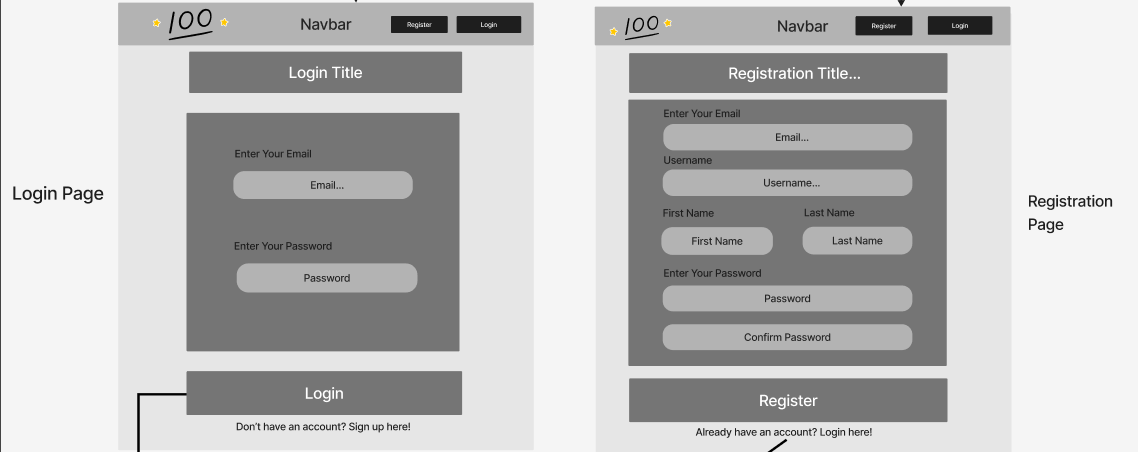 Login Page
100
Navbar
Register
Login
Login Title
Enter Your Email
Email...
Enter Your Password
Password
Login
Don't have an account? Sign up here!
100
Navbar
Register
Login
Registration Title...
Enter Your Email
Email...
Username
Username...
First Name
Last Name
First Name
Last Name
Enter Your Password
Password
Confirm Password
Register
Already have an account? Login here!
Registration
Page